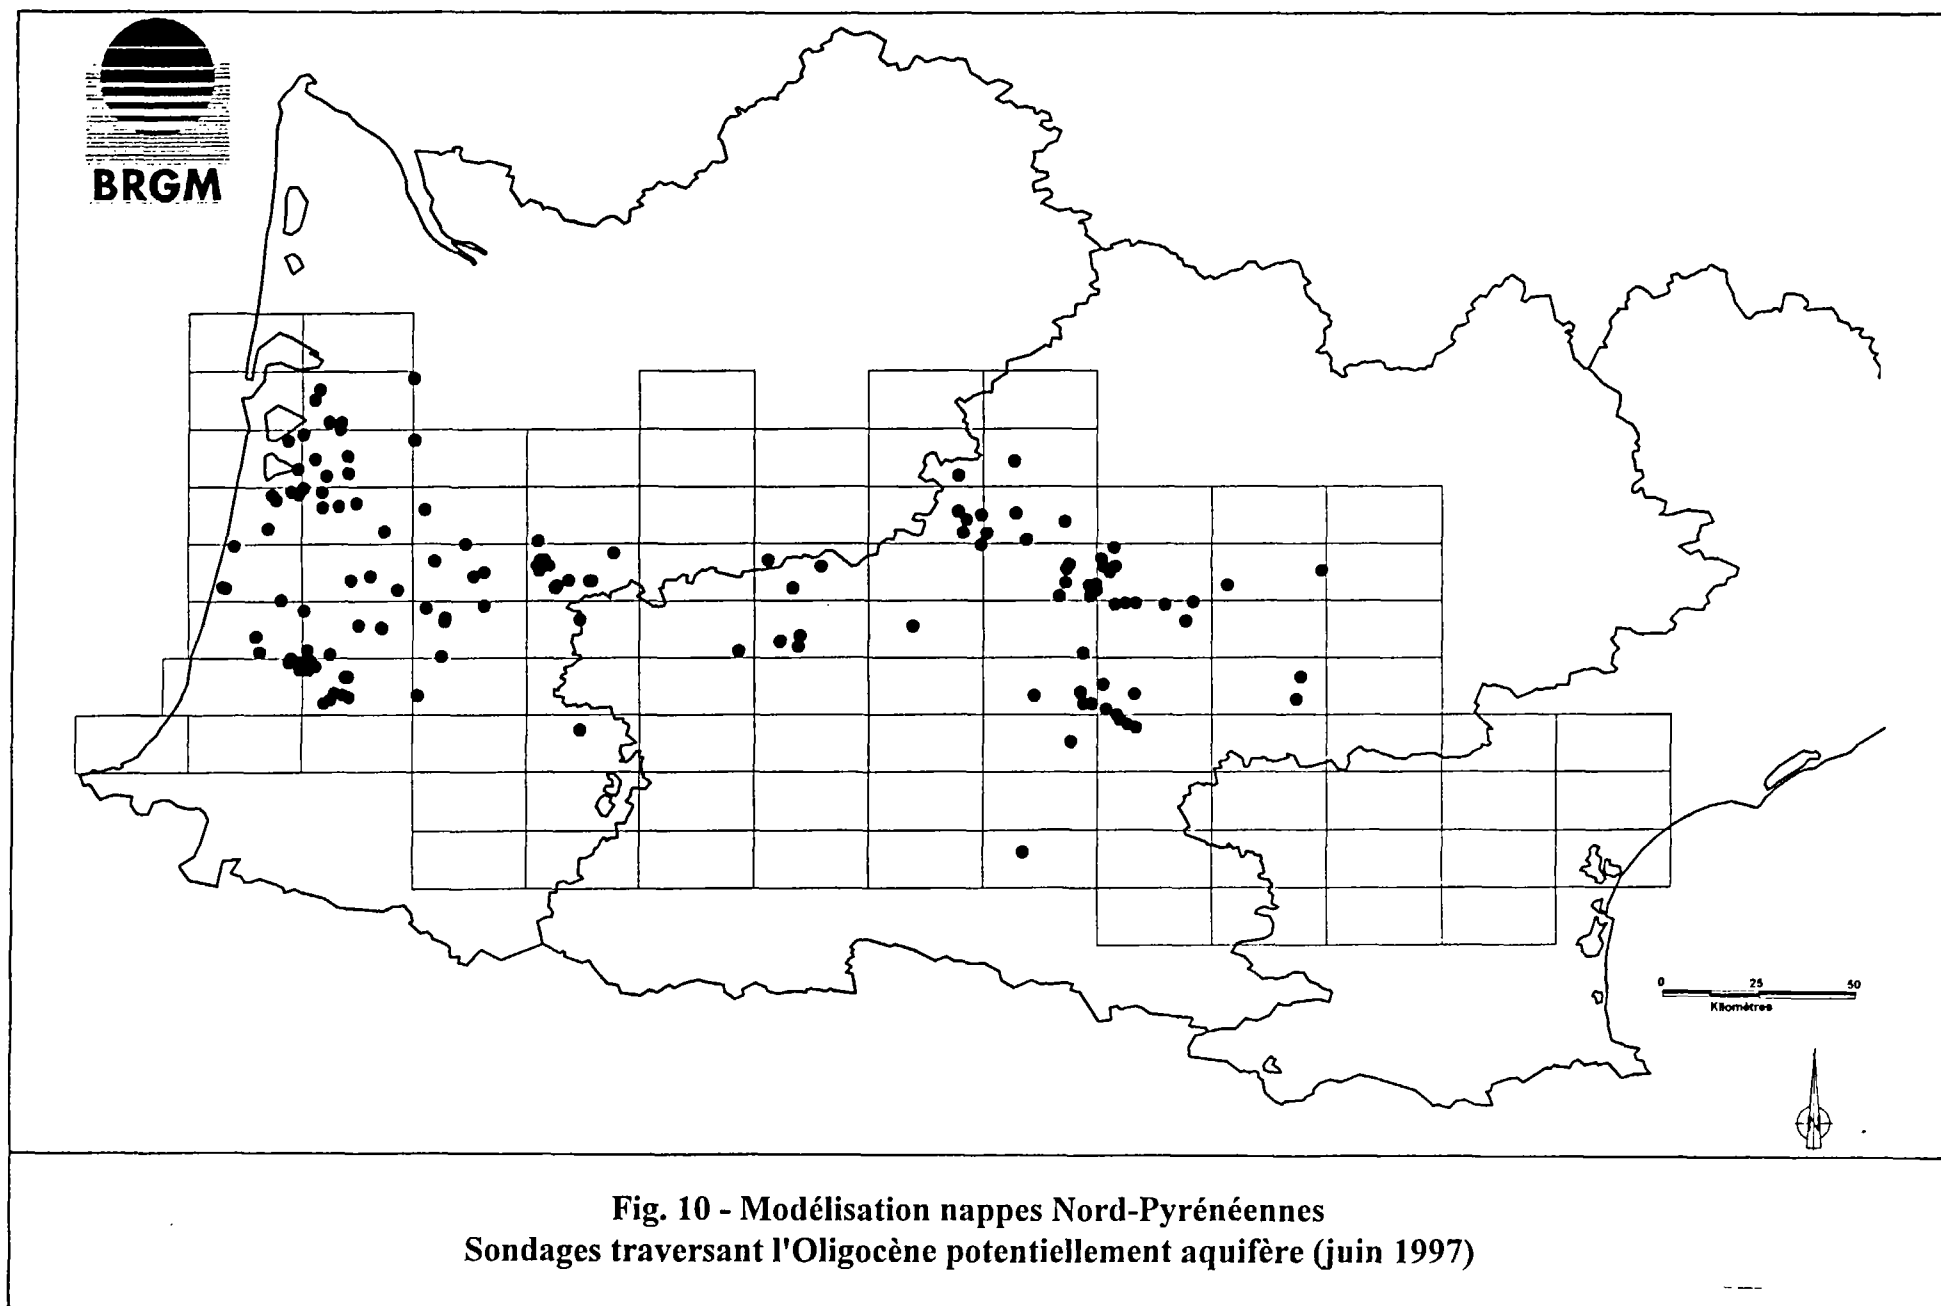 BRGM
0 25 50
Kilomètres
N
Fig. 10 - Modélisation nappes Nord-Pyrénéennes
Sondages traversant l'Oligocène potentiellement aquifère (juin 1997)